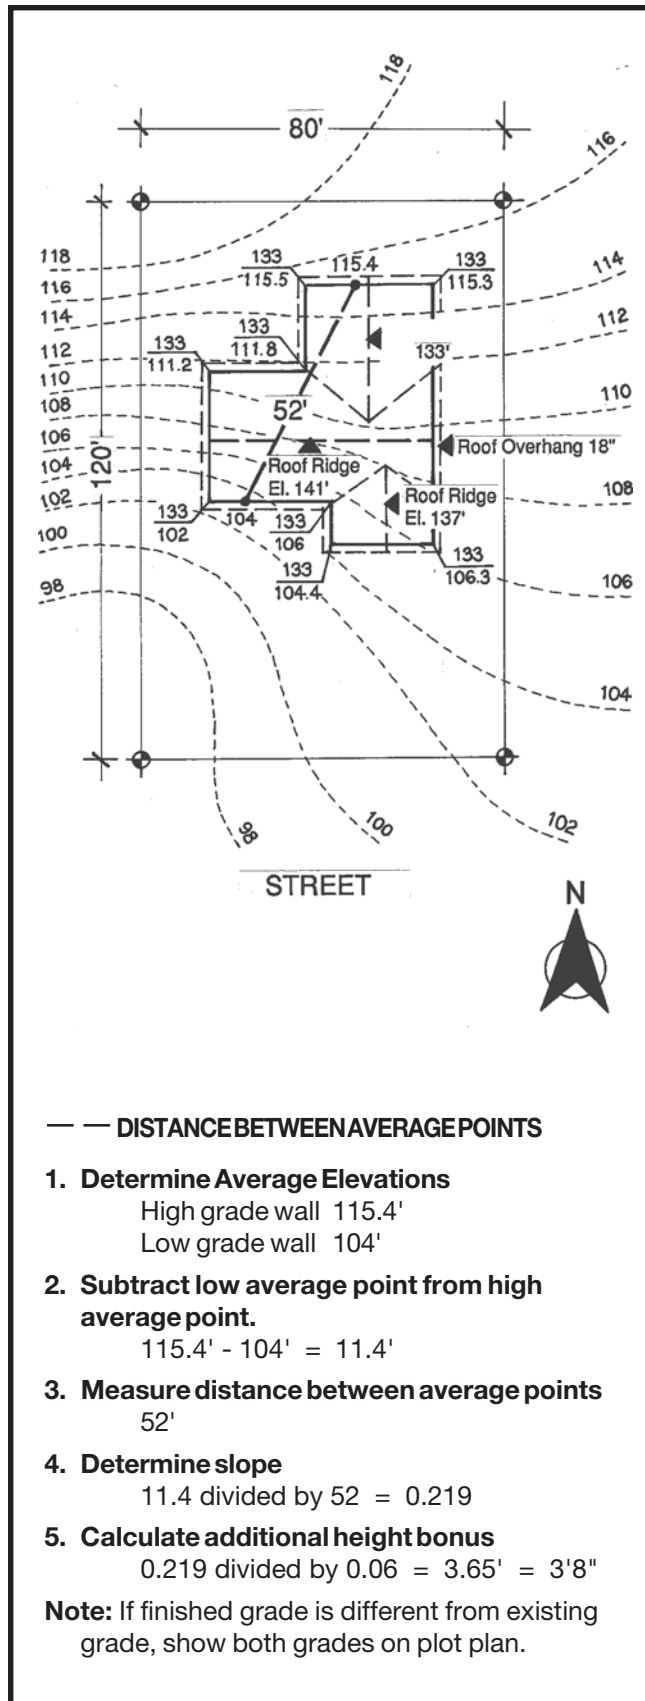 118
80'
116
118
133
115.5
115.4
133
115.3
114
116
114
133
111.8
112
133
111.2
133'
112
110
110
108
52'
106
120'
Roof Overhang 18"
104
Roof Ridge
El. 141'
Roof Ridge
El. 137'
108
102
133
102
104
133
106
100
133
104.4
133
106.3
106
98
104
98
100
102
STREET
N
— — DISTANCE BETWEEN AVERAGE POINTS
1. Determine Average Elevations
High grade wall 115.4'
Low grade wall 104'
2. Subtract low average point from high
average point.
115.4' - 104' = 11.4'
3. Measure distance between average points
52'
4. Determine slope
11.4 divided by 52 = 0.219
5. Calculate additional height bonus
0.219 divided by 0.06 = 3.65' = 3'8"
Note: If finished grade is different from existing
grade, show both grades on plot plan.